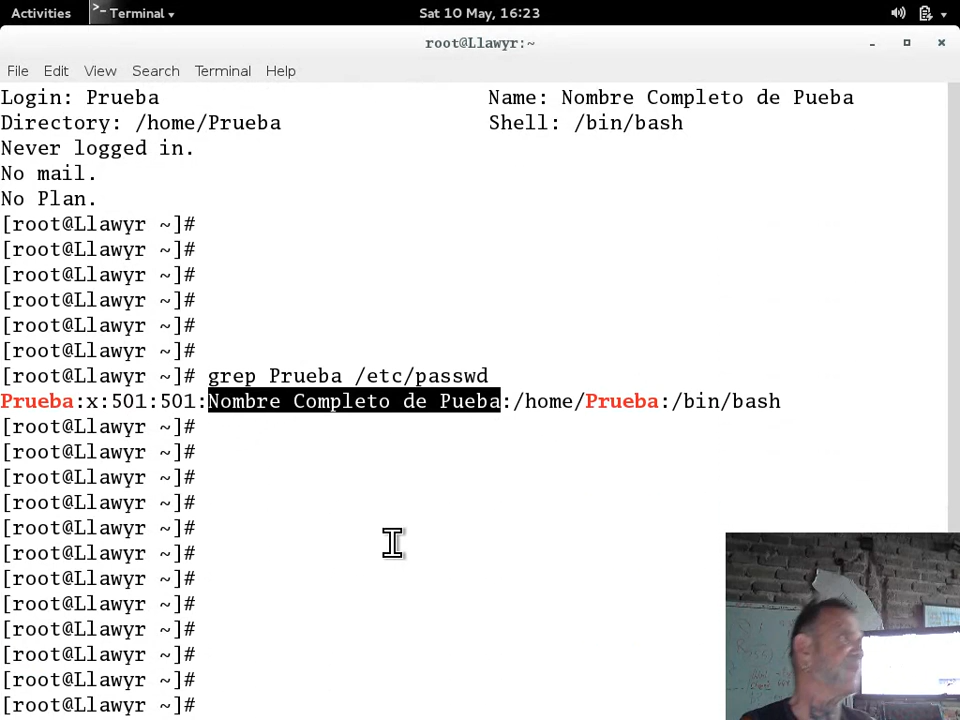 Activities Terminal Sat 10 May, 16:23
root@Llawyr:~
File Edit View Search Terminal Help
Login: Prueba Name: Nombre Completo de Pueba
Directory: /home/Prueba Shell: /bin/bash
Never logged in.
No mail.
No Plan.
[root@Llawyr ~]#
[root@Llawyr ~]#
[root@Llawyr ~]#
[root@Llawyr ~]#
[root@Llawyr ~]#
[root@Llawyr ~]#
[root@Llawyr ~]# grep Prueba /etc/passwd
Prueba:x:501:501:Nombre Completo de Pueba:/home/Prueba:/bin/bash
[root@Llawyr ~]#
[root@Llawyr ~]#
[root@Llawyr ~]#
[root@Llawyr ~]#
[root@Llawyr ~]#
[root@Llawyr ~]#
[root@Llawyr ~]#
[root@Llawyr ~]#
[root@Llawyr ~]#
[root@Llawyr ~]#
[root@Llawyr ~]#
[root@Llawyr ~]#